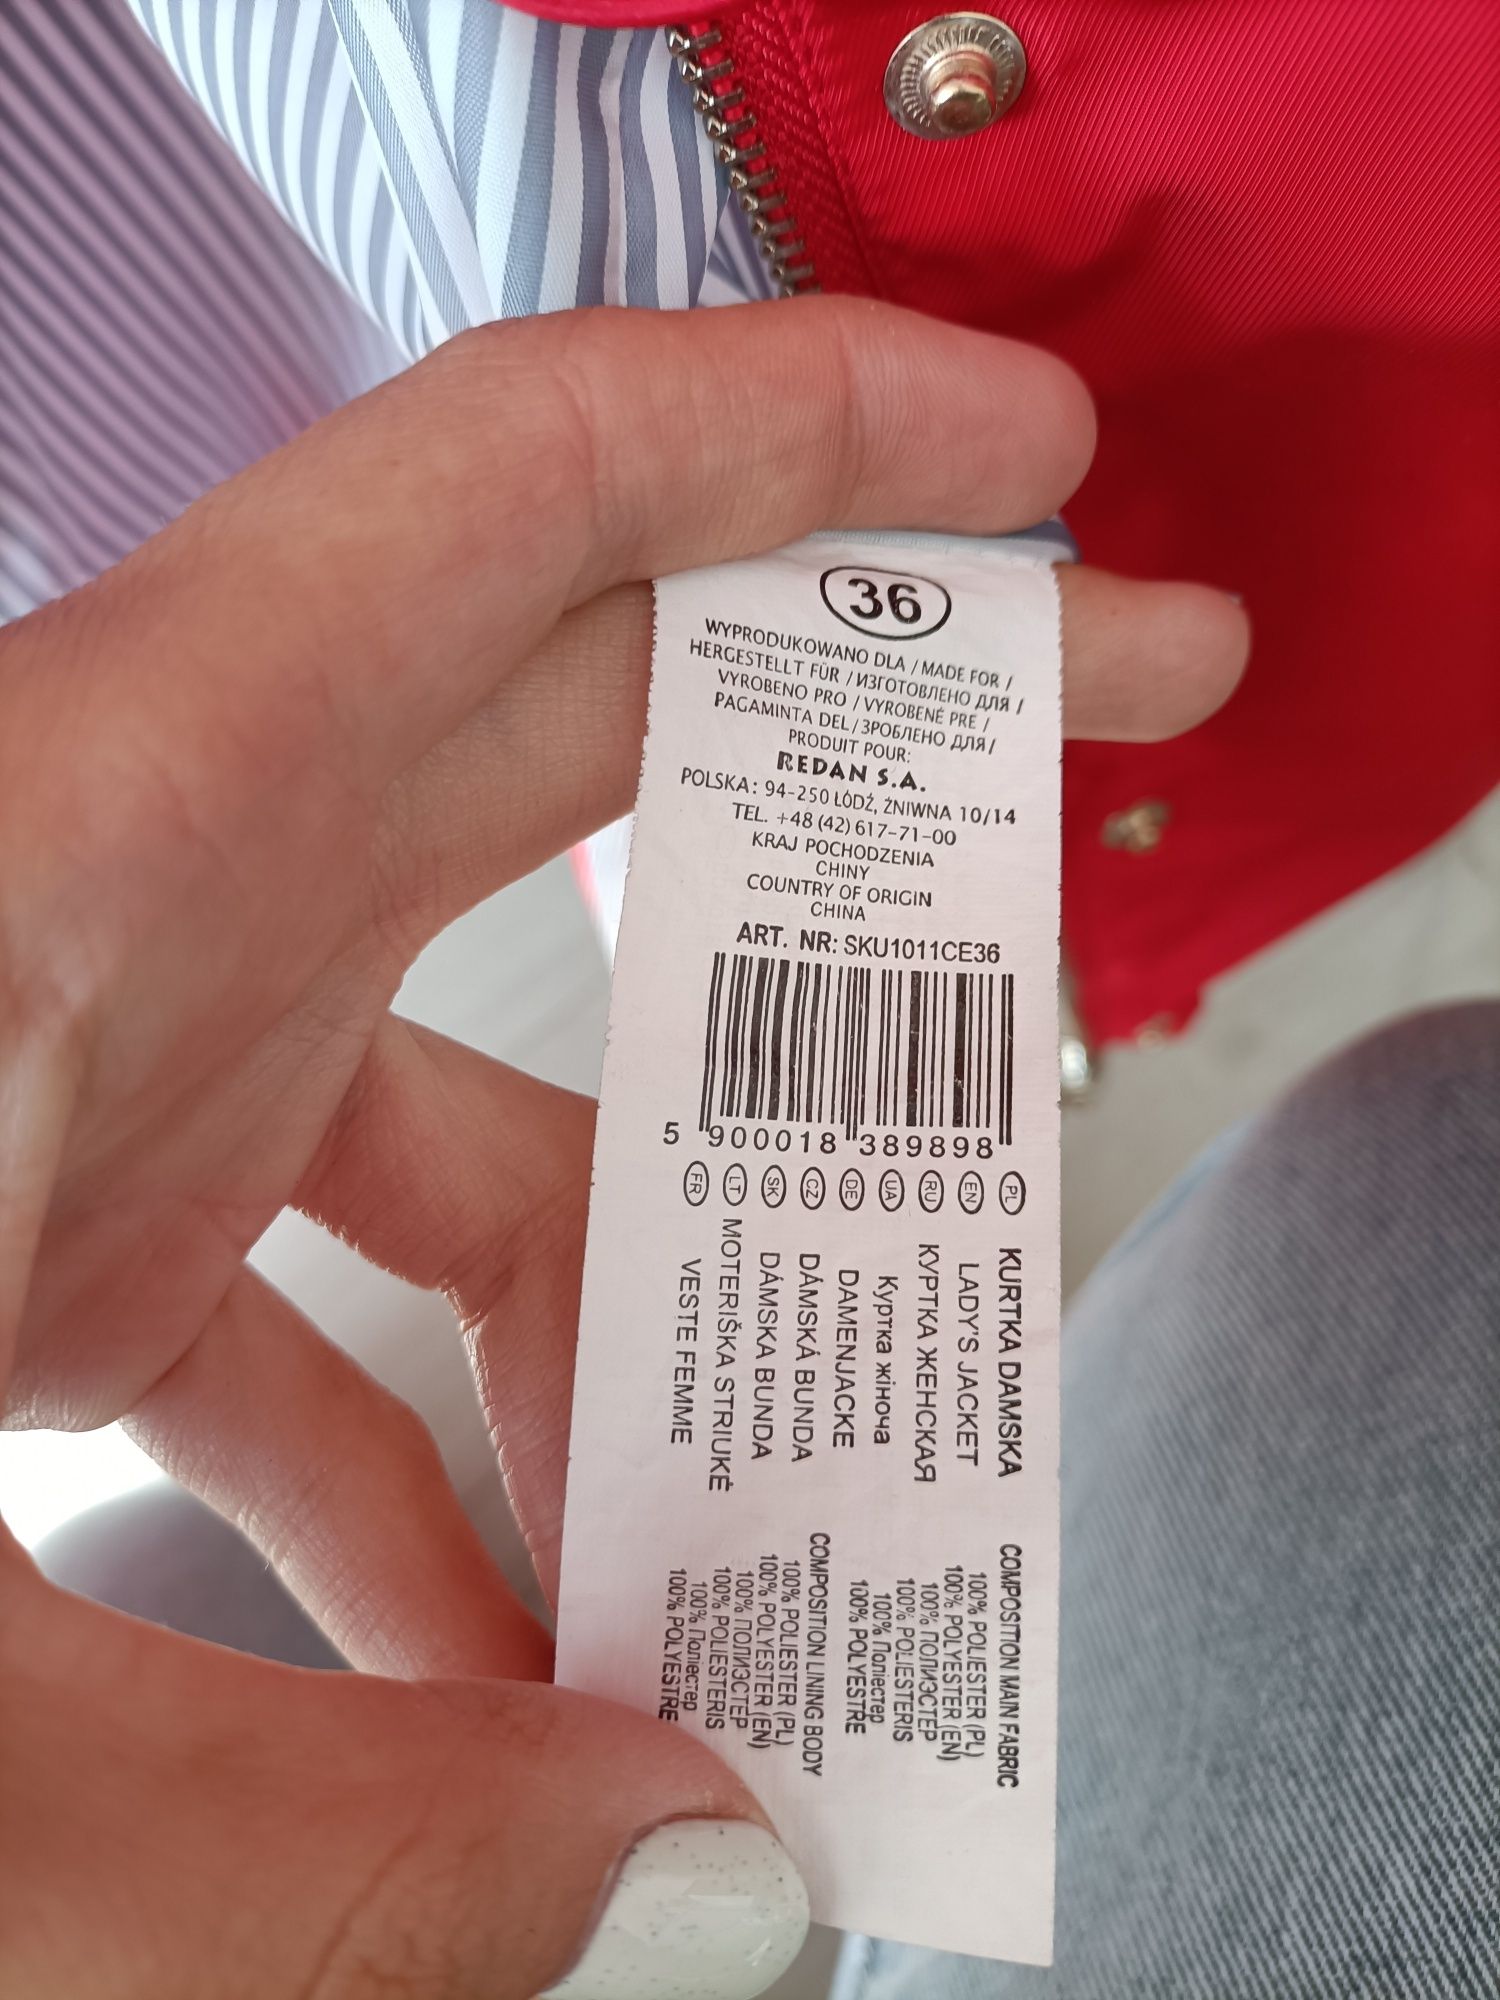 36
WYPRODUKOWANO DLA / MADE FOR /
HERGESTELLT FÜR / ИЗГОТОВЛЕНО ДЛЯ /
VYROBENO PRO / VYROBENÉ PRE /
PAGAMINTA DEL / ЗРОБЛЕНО ДЛЯ /
PRODUIT POUR:
REDAN S.A.
POLSKA: 94-250 ŁÓDŹ, ŻNIWNA 10/14
TEL. +48 (42) 617-71-00
KRAJ POCHODZENIA
CHINY
COUNTRY OF ORIGIN
CHINA
ART. NR: SKU1011CE36
5 900018 389898
PL KURTKA DAMSKA
EN LADY'S JACKET
RU КУРТКА ЖЕНСКАЯ
UA Куртка жіноча
DE DAMENJACKE
CZ DÁMSKÁ BUNDA
SK DÁMSKA BUNDA
LT MOTERIŠKA STRIUKĖ
FR VESTE FEMME
COMPOSITION MAIN FABRIC
100% POLIESTER (PL)
100% POLYESTER (EN)
100% ПОЛИЭСТЕР
100% POLIESTERIS
100% Поліестер
100% POLYESTRE
COMPOSITION LINING BODY
100% POLIESTER (PL)
100% POLYESTER (EN)
100% ПОЛИЭСТЕР
100% POLIESTERIS
100% Поліестер
100% POLYESTRE